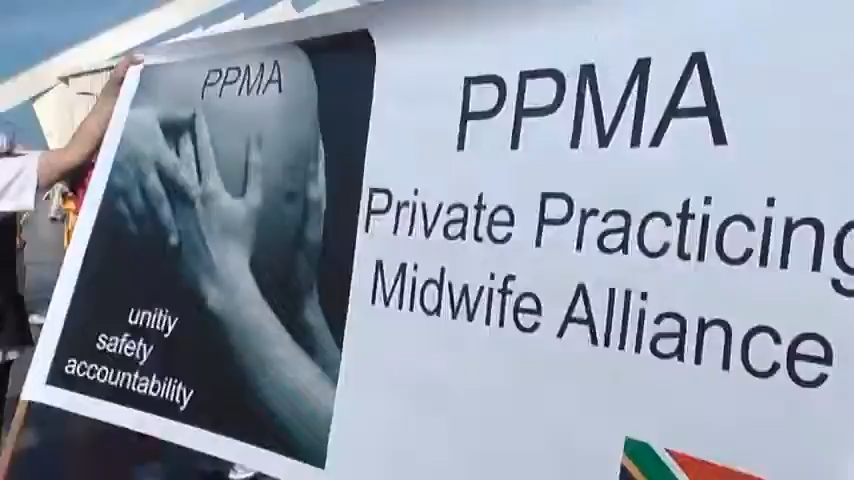 PPMA
unitiy
safety
accountability
PPMA
Private Practicing
Midwife Alliance